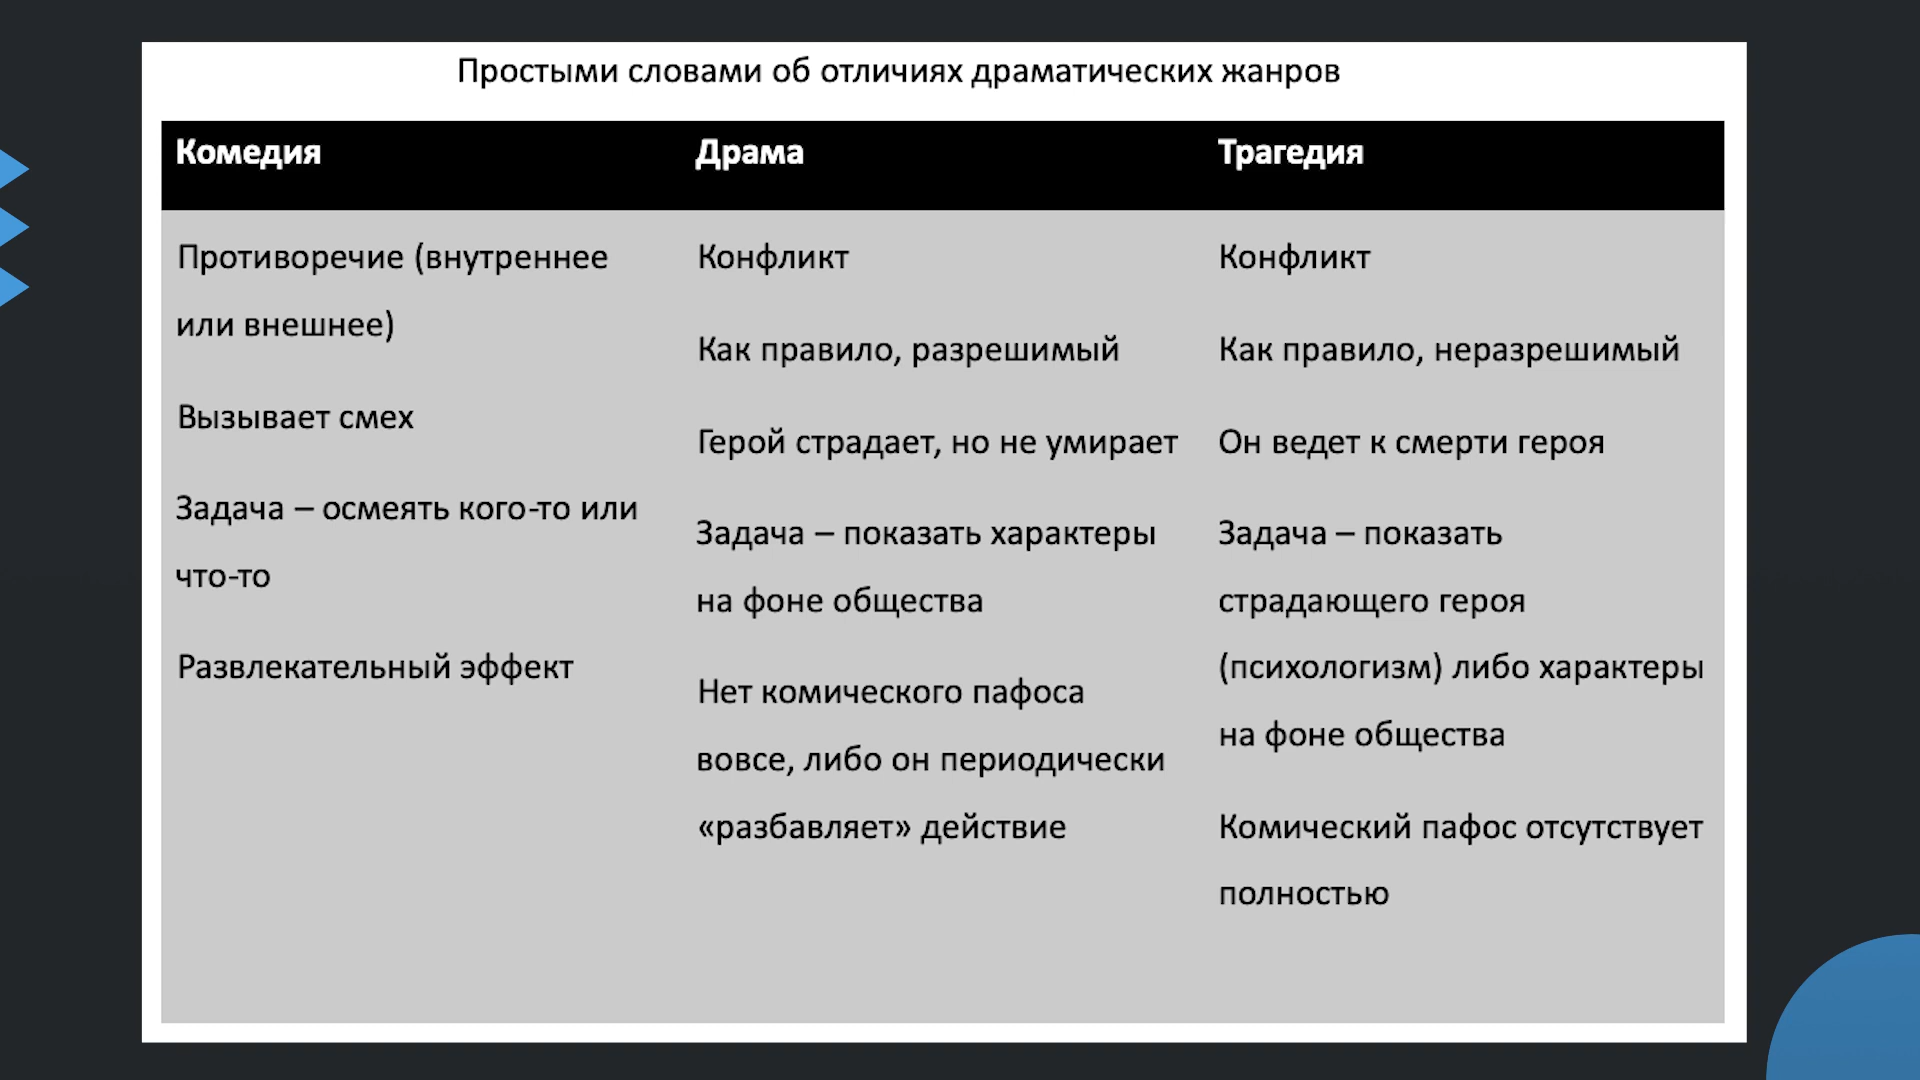 Простыми словами об отличиях драматических жанров
Комедия
Противоречие (внутреннее
или внешнее)
Вызывает смех
Задача – осмеять кого-то или
что-то
Развлекательный эффект
Драма
Конфликт
Как правило, разрешимый
Герой страдает, но не умирает
Задача – показать характеры
на фоне общества
Нет комического пафоса
вовсе, либо он периодически
«разбавляет» действие
Трагедия
Конфликт
Как правило, неразрешимый
Он ведет к смерти героя
Задача – показать
страдающего героя
(психологизм) либо характеры
на фоне общества
Комический пафос отсутствует
полностью